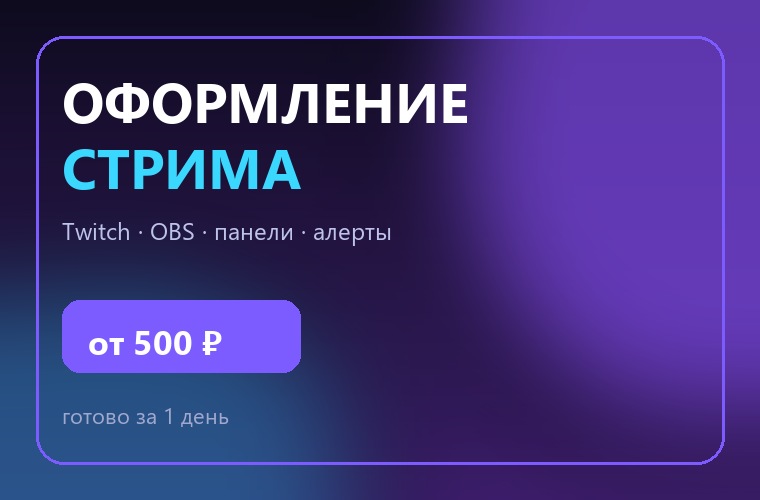 ОФОРМЛЕНИЕ
СТРИМА
Twitch · OBS · панели · алерты
от 500 ₽
готово за 1 день